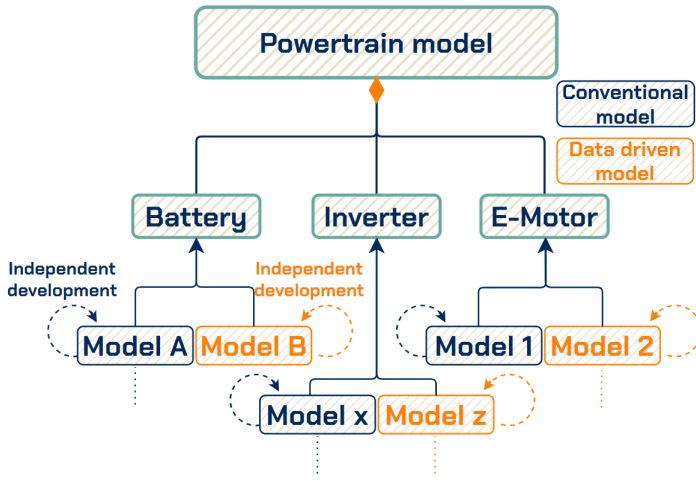 Powertrain model
Conventional
model
Data driven
model
Battery
Inverter
E-Motor
Independent
development
Independent
development
Model A
Model B
Model 1
Model 2
Model x
Model z